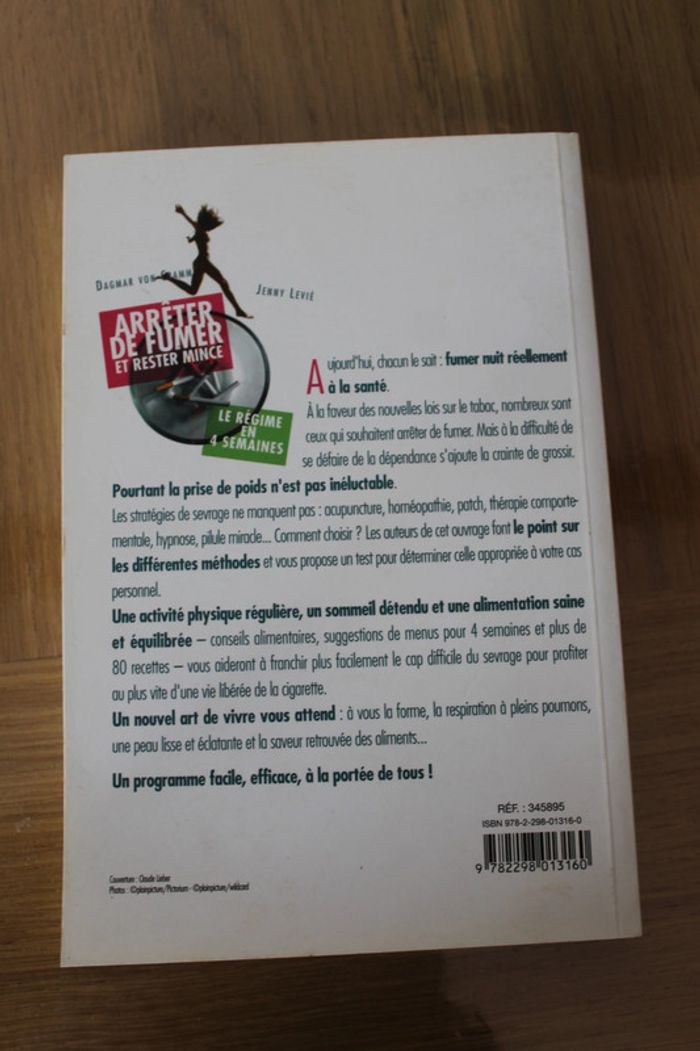 DAGMAR VON CRAMM
JENNY LEVIÉ
ARRÊTER
DE FUMER
ET RESTER MINCE
LE RÉGIME
EN
4 SEMAINES
Aujourd'hui, chacun le sait : fumer nuit réellement
à la santé.
À la faveur des nouvelles lois sur le tabac, nombreux sont
ceux qui souhaitent arrêter de fumer. Mais à la difficulté de
se défaire de la dépendance s'ajoute la crainte de grossir.
Pourtant la prise de poids n'est pas inéluctable.
Les stratégies de sevrage ne manquent pas : acupuncture, homéopathie, patch, thérapie comporte-
mentale, hypnose, pilule miracle... Comment choisir ? Les auteurs de cet ouvrage font le point sur
les différentes méthodes et vous propose un test pour déterminer celle appropriée à votre cas
personnel.
Une activité physique régulière, un sommeil détendu et une alimentation saine
et équilibrée – conseils alimentaires, suggestions de menus pour 4 semaines et plus de
80 recettes – vous aideront à franchir plus facilement le cap difficile du sevrage pour profiter
au plus vite d'une vie libérée de la cigarette.
Un nouvel art de vivre vous attend : à vous la forme, la respiration à pleins poumons,
une peau lisse et éclatante et la saveur retrouvée des aliments...
Un programme facile, efficace, à la portée de tous !
RÉF. : 345895
ISBN 978-2-298-01316-0
9 782298 013160
Couverture : Claude Lieber
Photos : ©plainpicture/Pictorium - ©plainpicture/wildcard